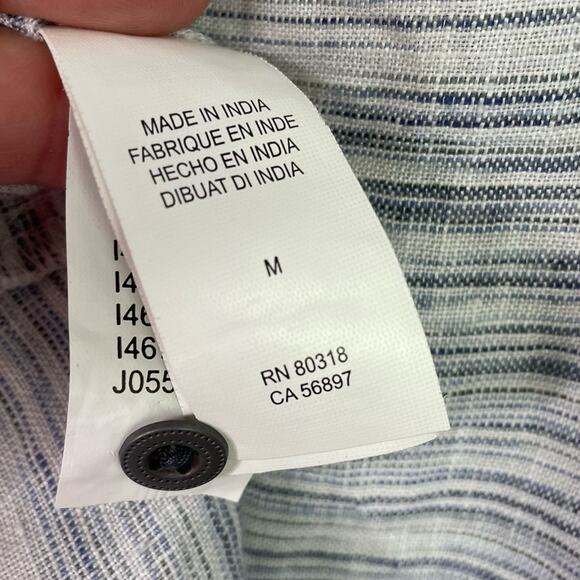 MADE IN INDIA
FABRIQUE EN INDE
HECHO EN INDIA
DIBUAT DI INDIA
M
RN 80318
CA 56897